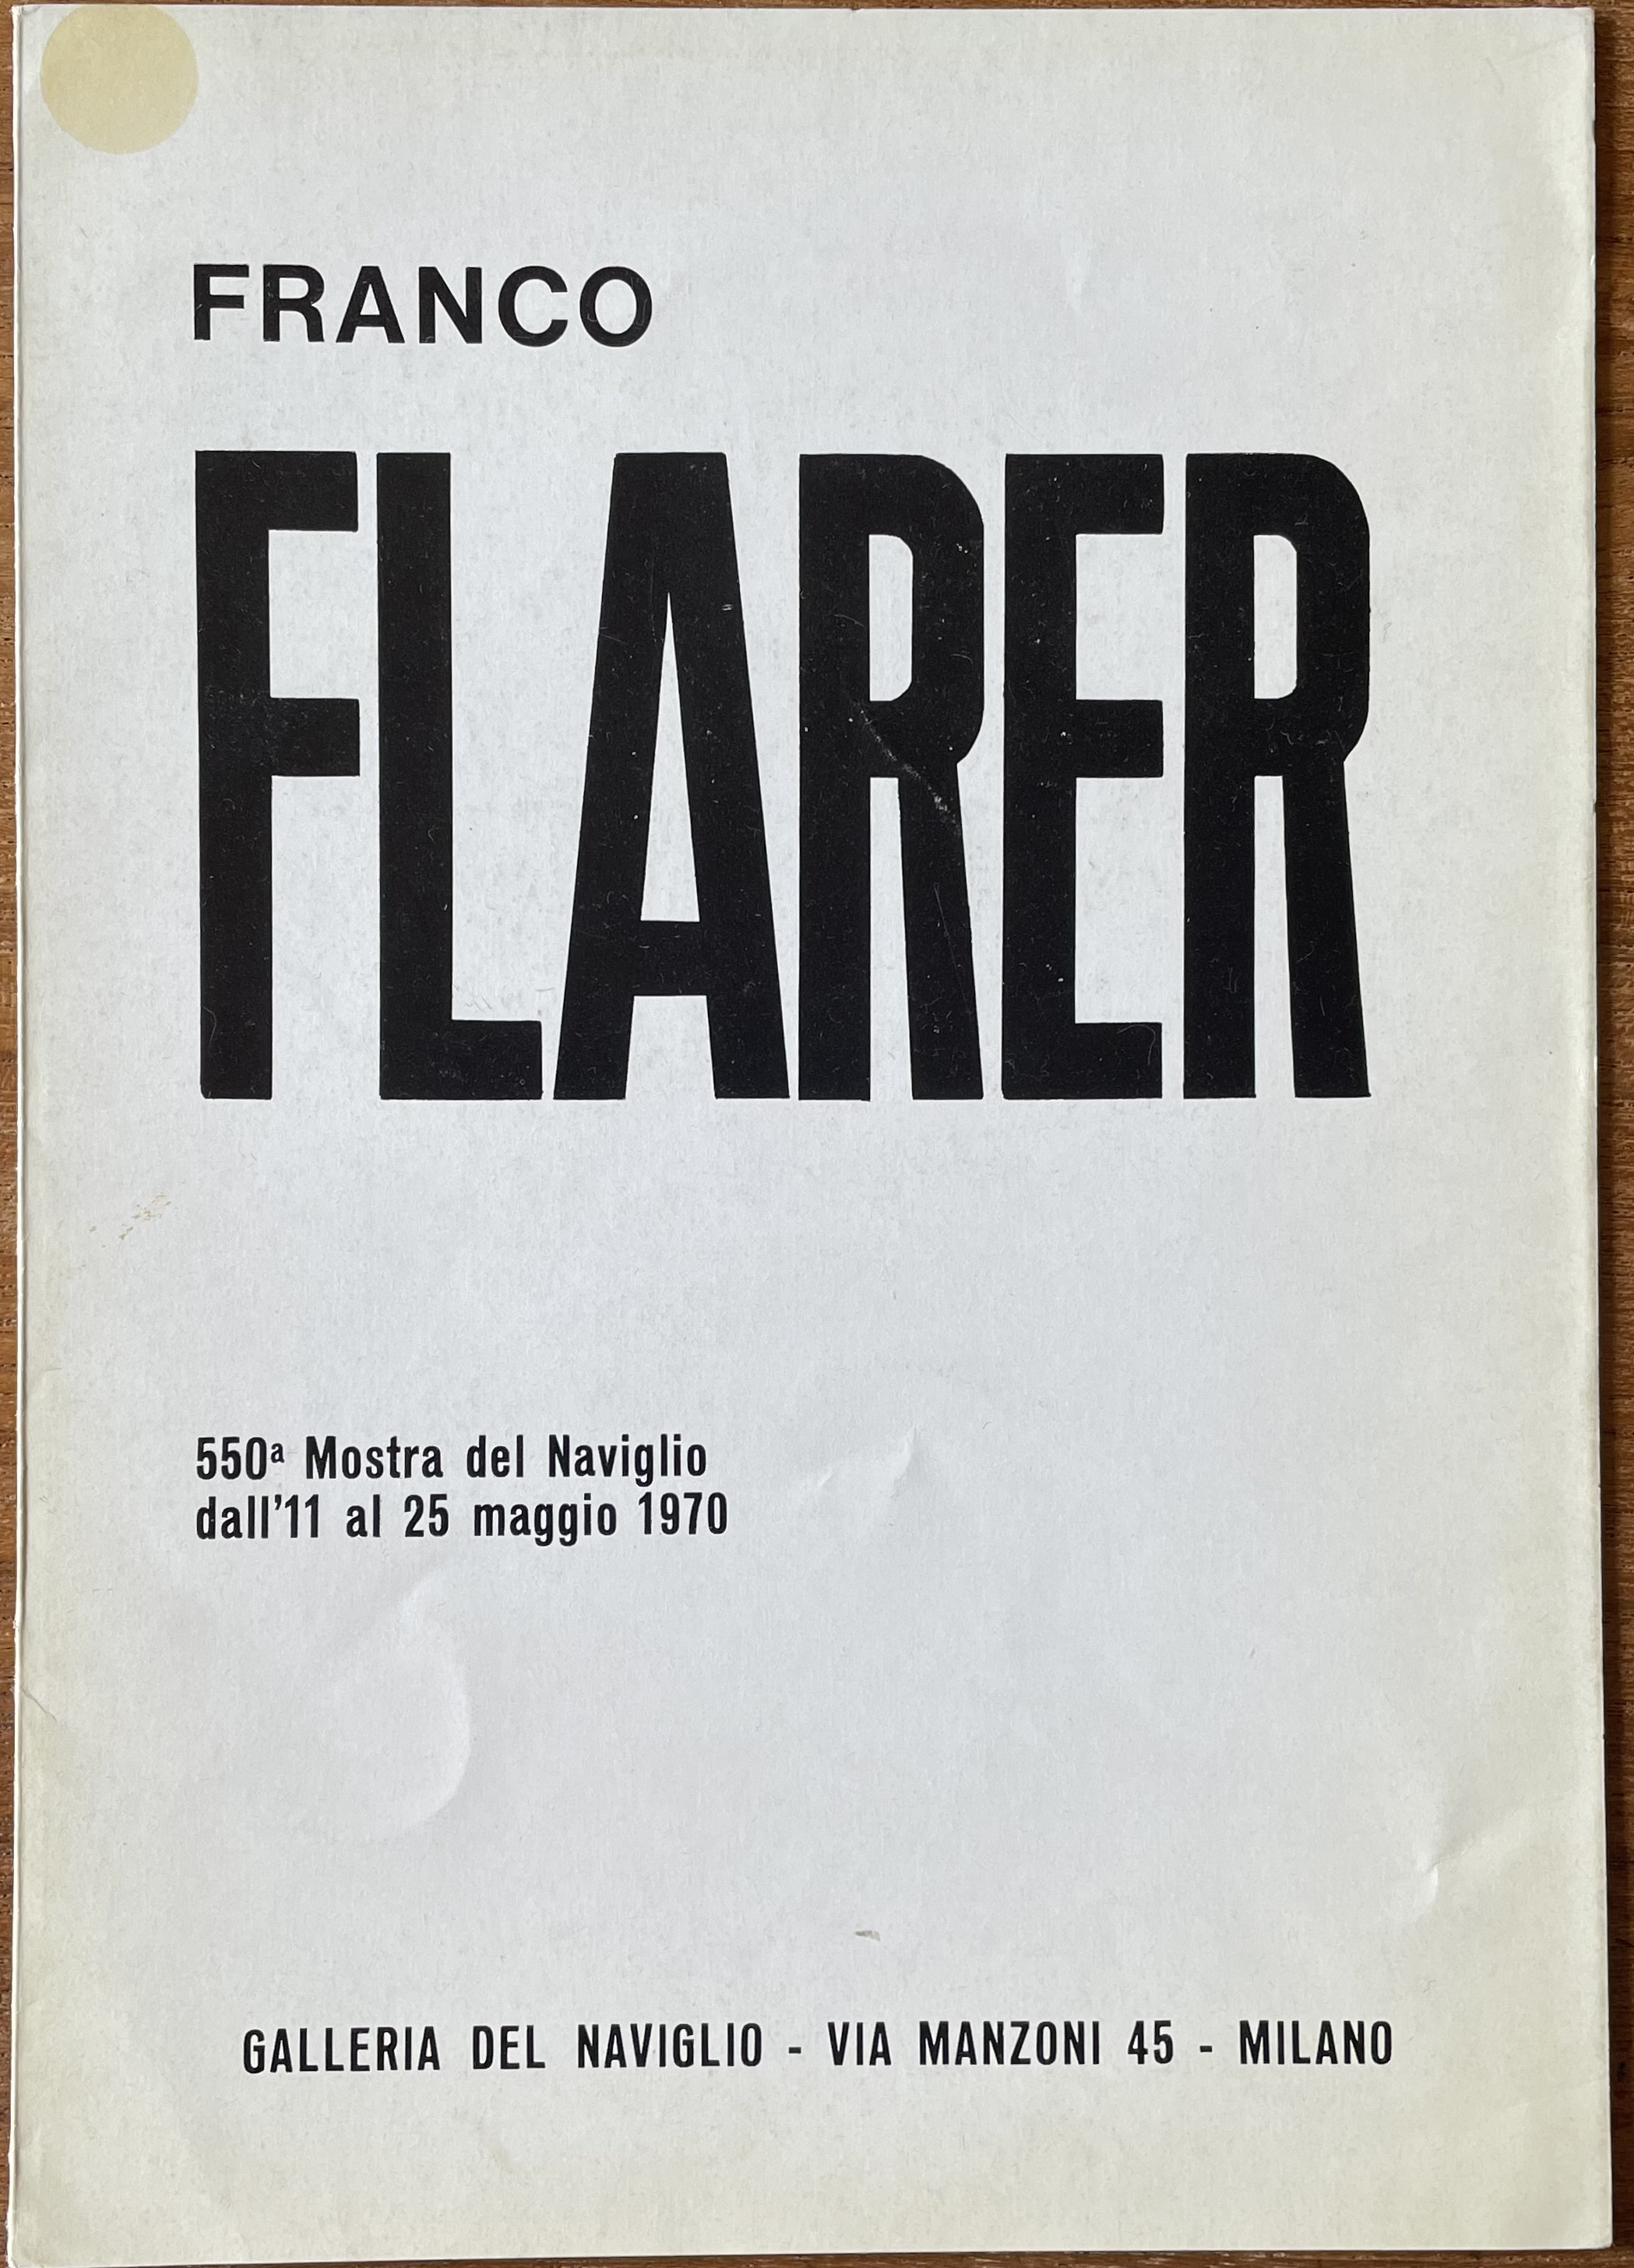 FRANCO
FLARER
550ª Mostra del Naviglio
dall'11 al 25 maggio 1970
GALLERIA DEL NAVIGLIO - VIA MANZONI 45 - MILANO